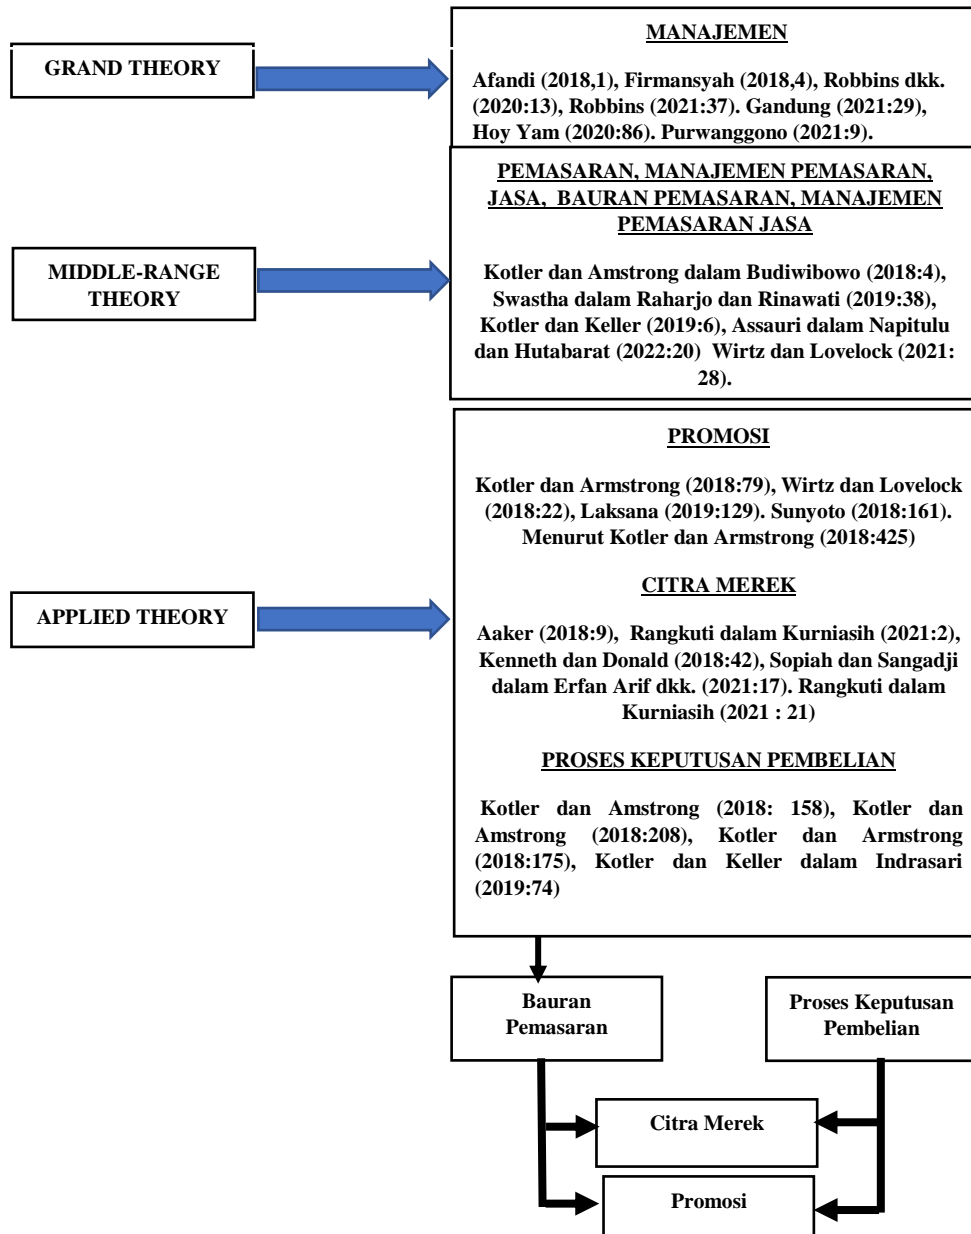 GRAND THEORY
MANAJEMEN
Afandi (2018,1), Firmansyah (2018,4), Robbins dkk.
(2020:13), Robbins (2021:37). Gandung (2021:29),
Hoy Yam (2020:86). Purwanggono (2021:9).
MIDDLE-RANGE
THEORY
PEMASARAN, MANAJEMEN PEMASARAN,
JASA, BAURAN PEMASARAN, MANAJEMEN
PEMASARAN JASA
Kotler dan Amstrong dalam Budiwibowo (2018:4),
Swastha dalam Raharjo dan Rinawati (2019:38),
Kotler dan Keller (2019:6), Assauri dalam Napitulu
dan Hutabarat (2022:20) Wirtz dan Lovelock (2021:
28).
APPLIED THEORY
PROMOSI
Kotler dan Armstrong (2018:79), Wirtz dan Lovelock
(2018:22), Laksana (2019:129). Sunyoto (2018:161).
Menurut Kotler dan Armstrong (2018:425)
CITRA MEREK
Aaker (2018:9), Rangkuti dalam Kurniasih (2021:2),
Kenneth dan Donald (2018:42), Sopiah dan Sangadji
dalam Erfan Arif dkk. (2021:17). Rangkuti dalam
Kurniasih (2021 : 21)
PROSES KEPUTUSAN PEMBELIAN
Kotler dan Amstrong (2018: 158), Kotler dan
Amstrong (2018:208), Kotler dan Armstrong
(2018:175), Kotler dan Keller dalam Indrasari
(2019:74)
Bauran
Pemasaran
Proses Keputusan
Pembelian
Citra Merek
Promosi